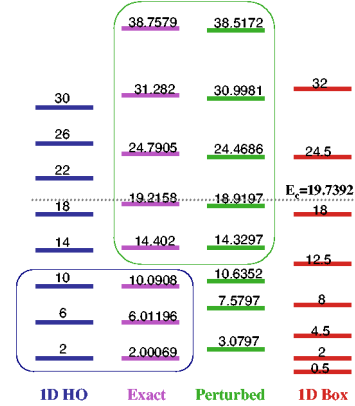 38.7579 38.5172
31.282 30.9981 32
30
26
24.7905 24.4686 24.5
22
E_c=19.7392
18 19.2158 18.9197 18
14 14.402 14.3297
12.5
10 10.0908 10.6352
8
7.5797
6 6.01196
4.5
3.0797
2 2.00069 2
0.5
1D HO Exact Perturbed 1D Box